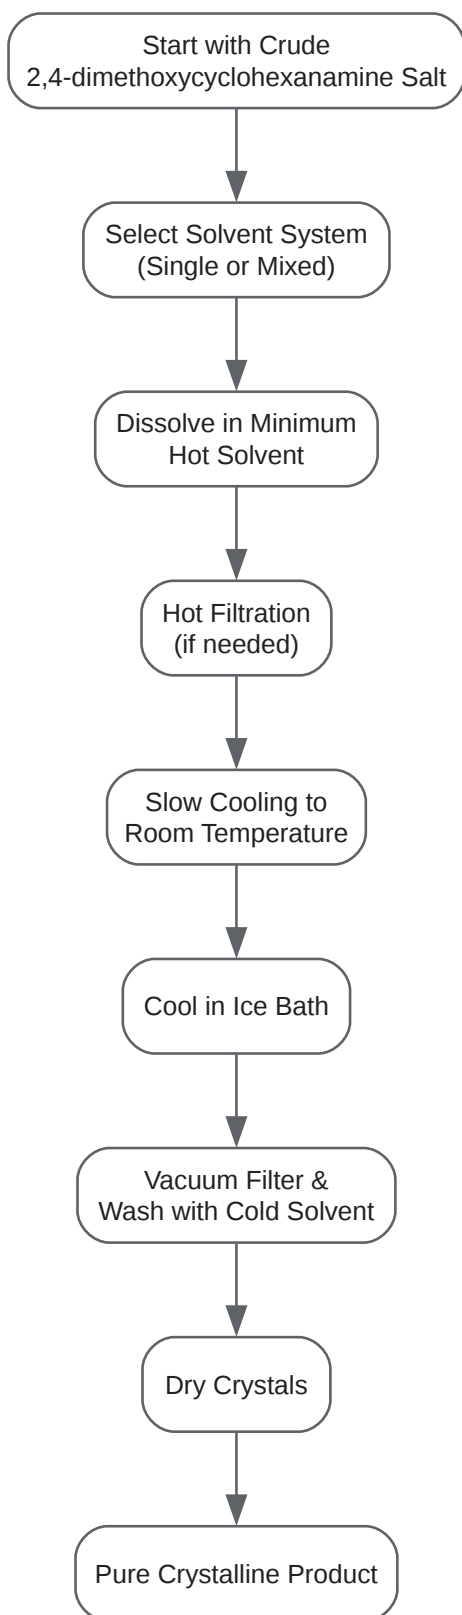 Start with Crude
2,4-dimethoxycyclohexanamine Salt
Select Solvent System
(Single or Mixed)
Dissolve in Minimum
Hot Solvent
Hot Filtration
(if needed)
Slow Cooling to
Room Temperature
Cool in Ice Bath
Vacuum Filter &
Wash with Cold Solvent
Dry Crystals
Pure Crystalline Product